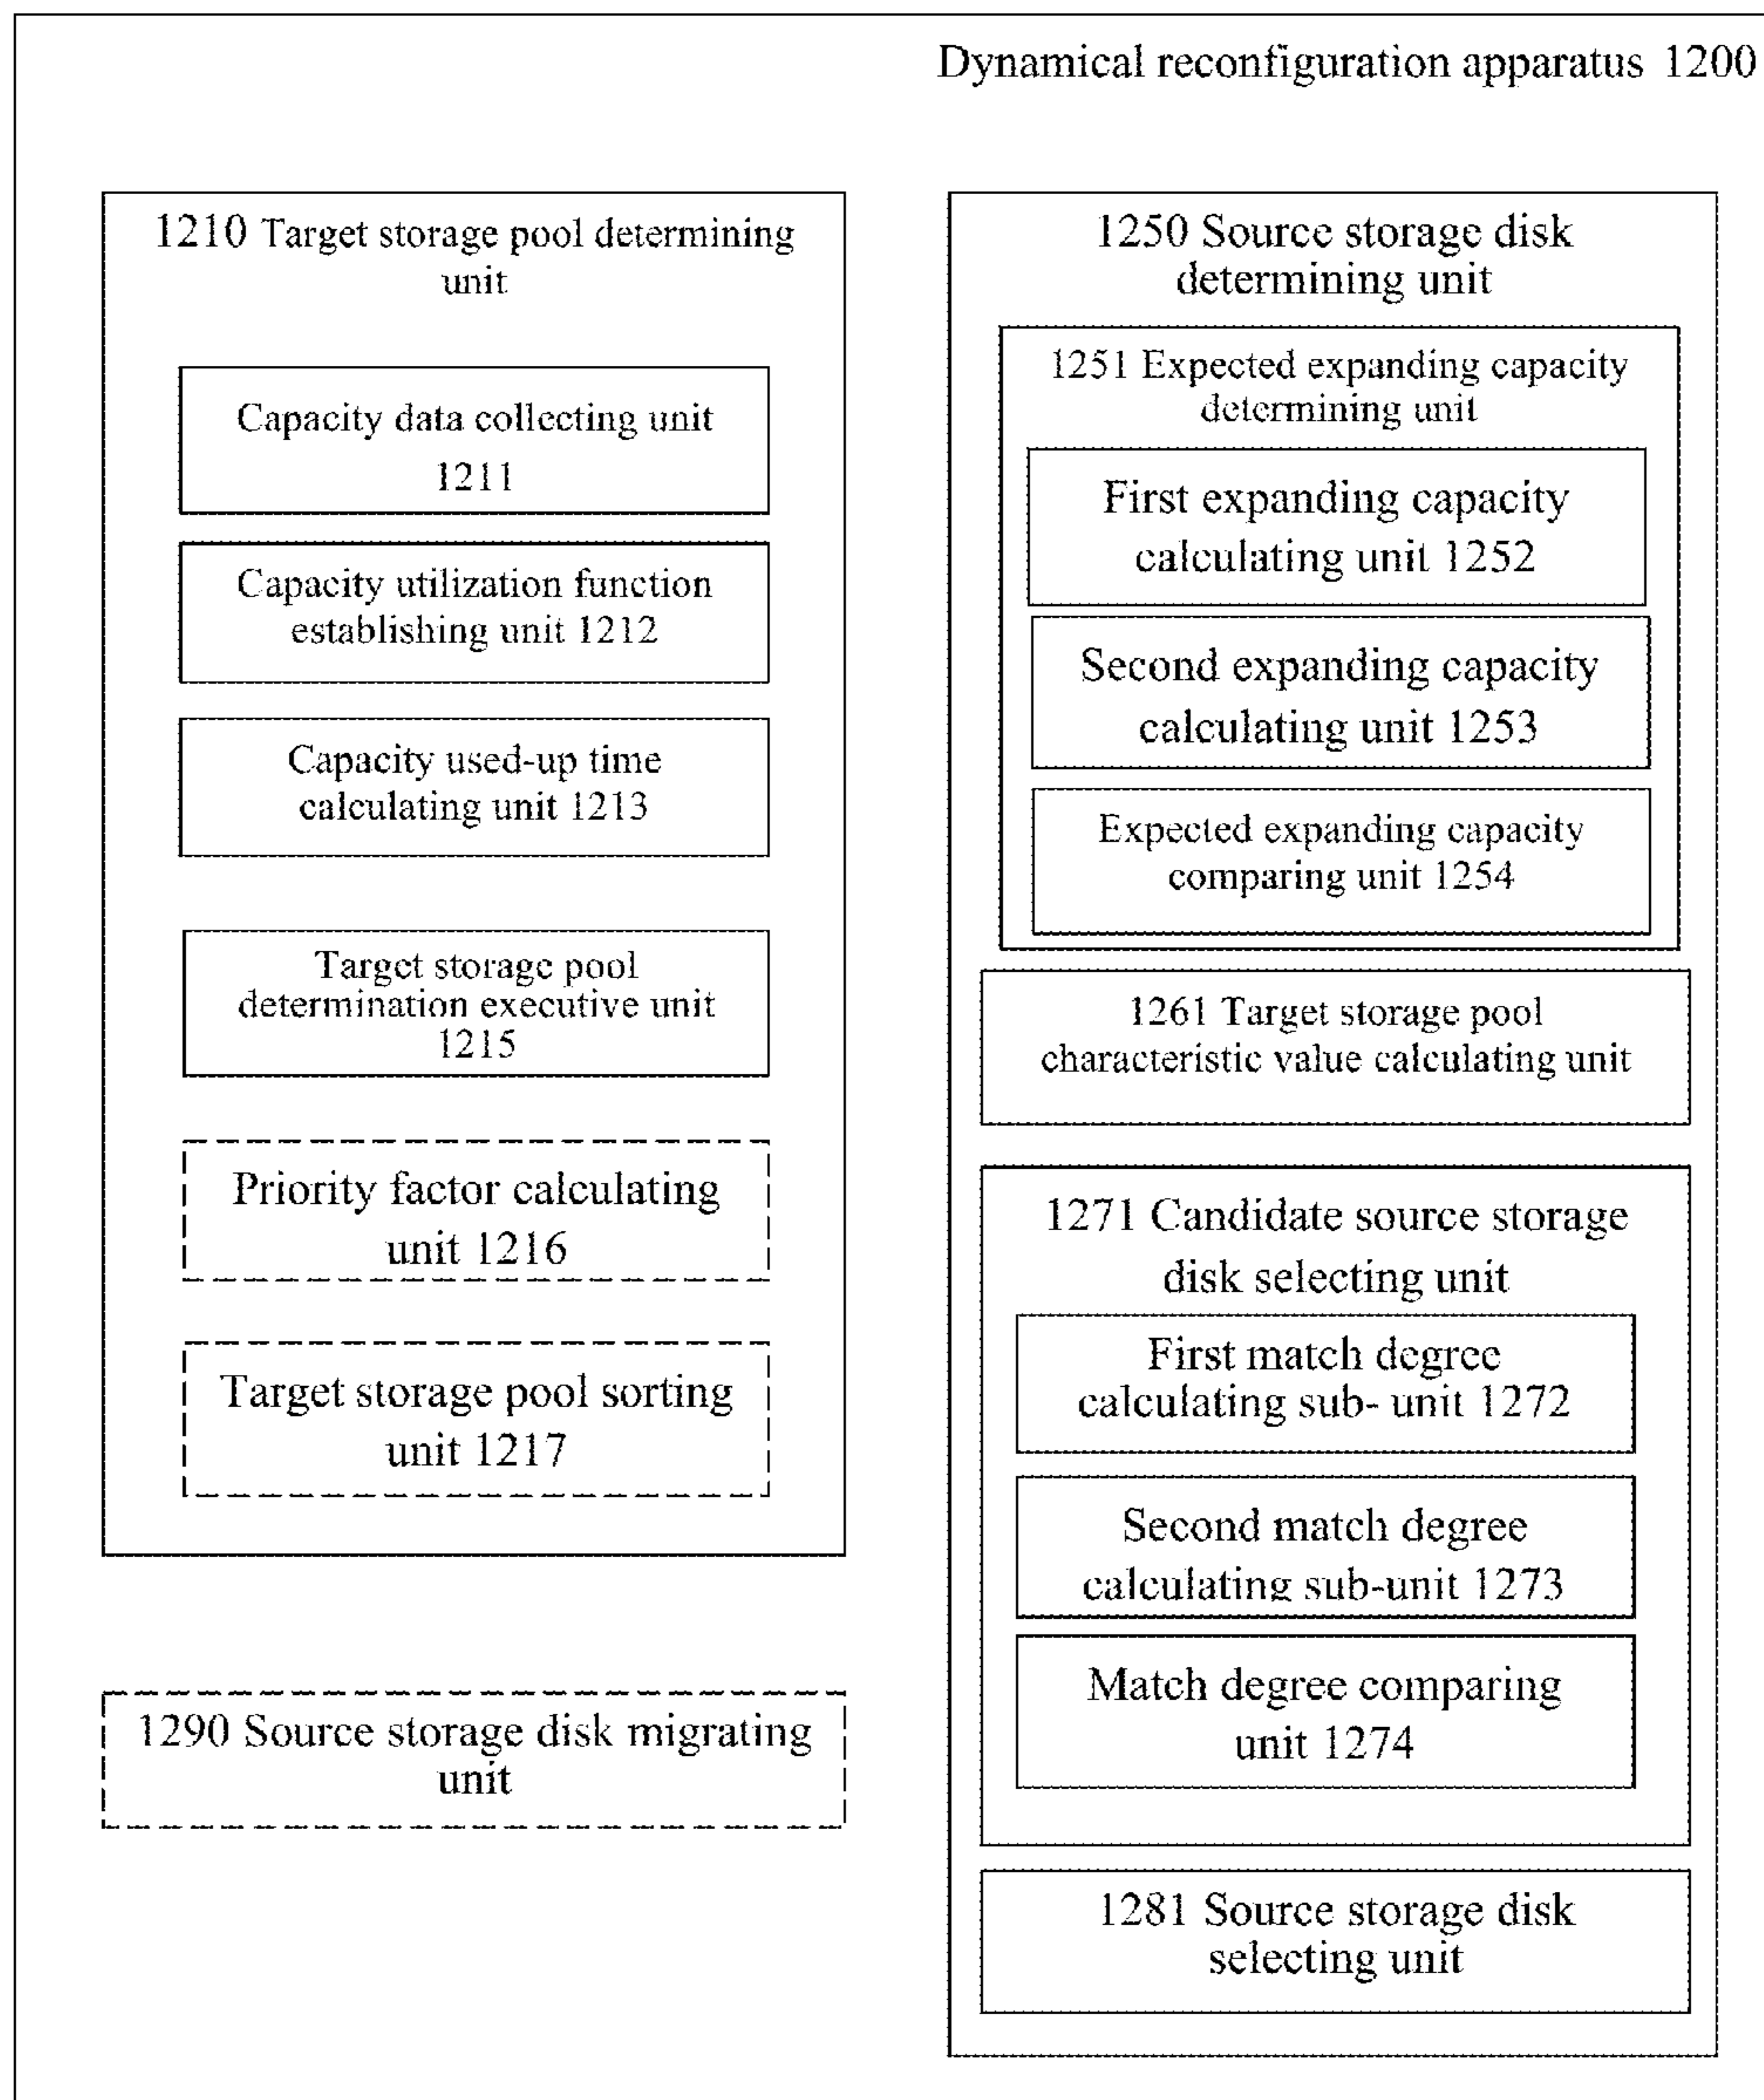 Dynamical reconfiguration apparatus 1200
1210 Target storage pool determining
unit
Capacity data collecting unit
1211
Capacity utilization function
establishing unit 1212
Capacity used-up time
calculating unit 1213
Target storage pool
determination executive unit
1215
Priority factor calculating
unit 1216
Target storage pool sorting
unit 1217
1290 Source storage disk migrating
unit
1250 Source storage disk
determining unit
1251 Expected expanding capacity
determining unit
First expanding capacity
calculating unit 1252
Second expanding capacity
calculating unit 1253
Expected expanding capacity
comparing unit 1254
1261 Target storage pool
characteristic value calculating unit
1271 Candidate source storage
disk selecting unit
First match degree
calculating sub- unit 1272
Second match degree
calculating sub-unit 1273
Match degree comparing
unit 1274
1281 Source storage disk
selecting unit